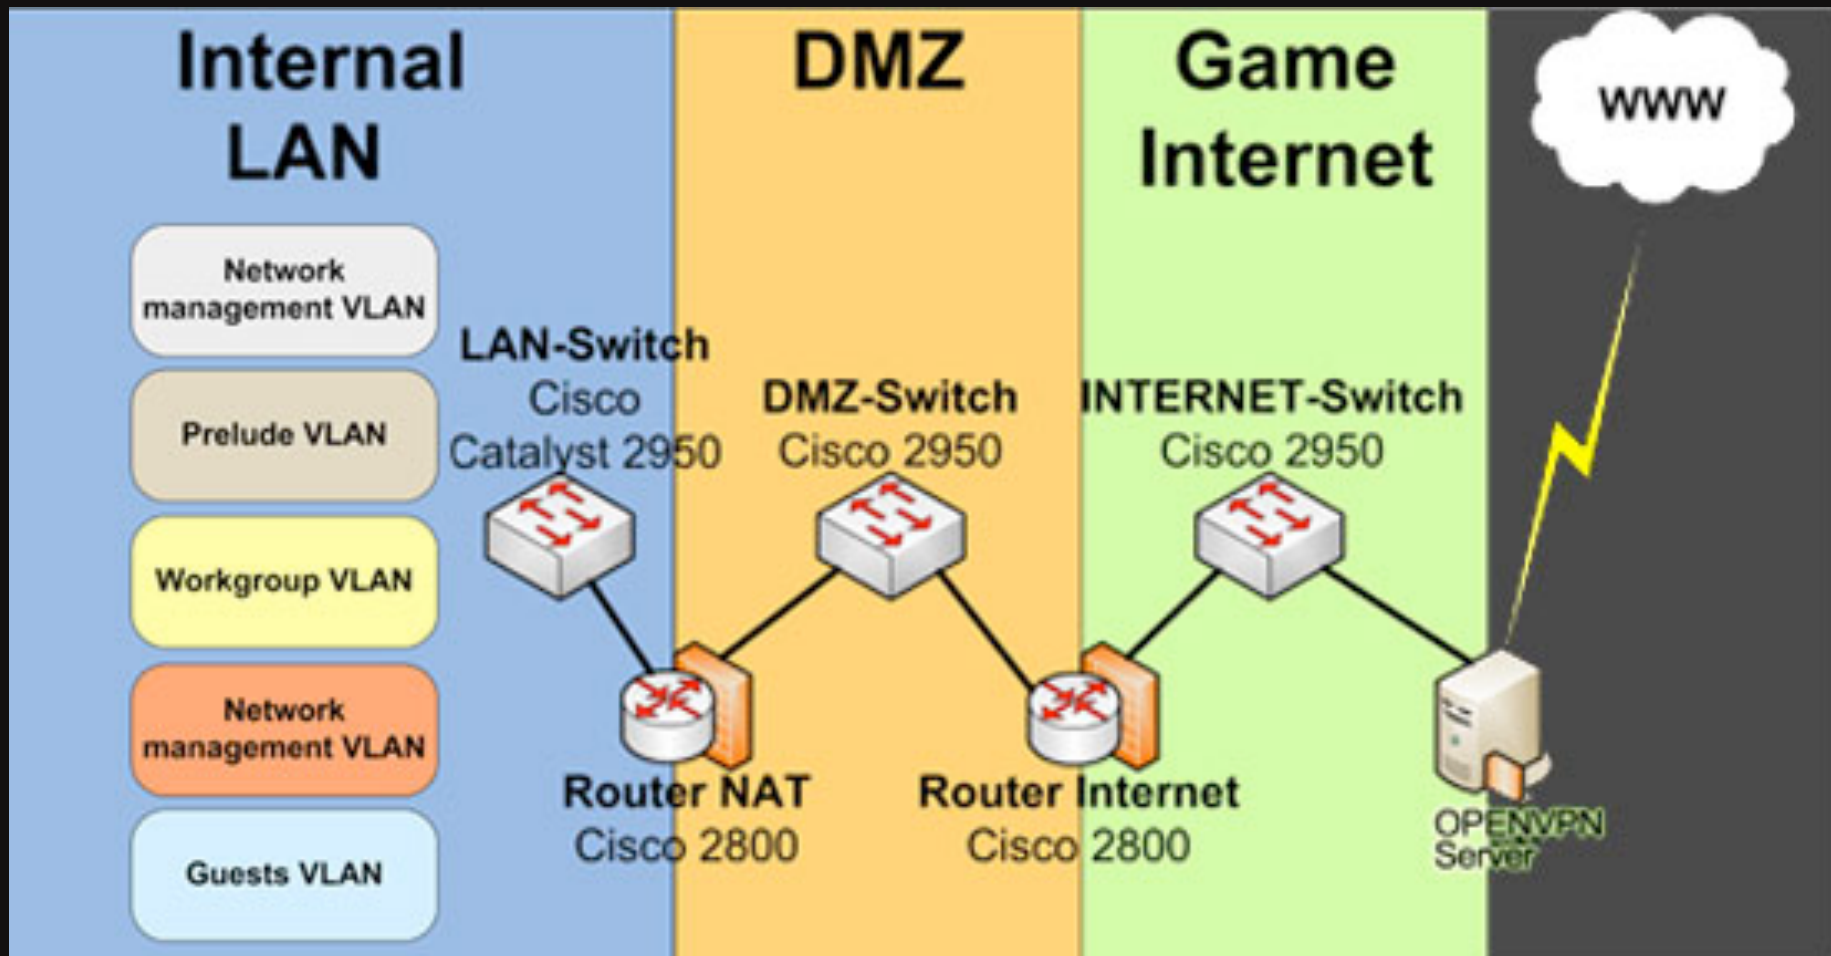 Internal
LAN
DMZ
Game
Internet
WWW
Network
management VLAN
Prelude VLAN
Workgroup VLAN
Network
management VLAN
Guests VLAN
LAN-Switch
Cisco
Catalyst 2950
DMZ-Switch
Cisco 2950
INTERNET-Switch
Cisco 2950
Router NAT
Cisco 2800
Router Internet
Cisco 2800
OPENVPN
Server